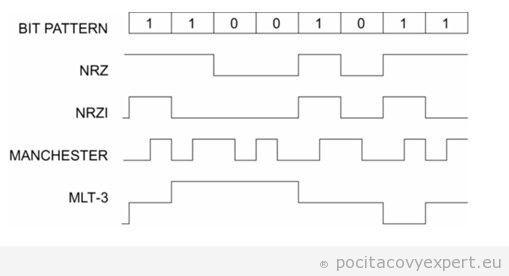 BIT PATTERN 1 1 0 0 1 0 1 1
NRZ
NRZI
MANCHESTER
MLT-3
® pocitacovyexpert.eu